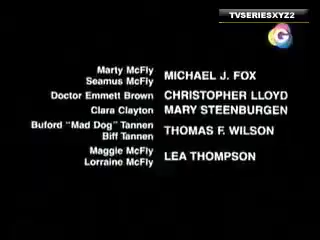 TVSERIESXYZ2
G
Marty McFly
Seamus McFly
MICHAEL J. FOX
Doctor Emmett Brown CHRISTOPHER LLOYD
Clara Clayton MARY STEENBURGEN
Buford “Mad Dog” Tannen
Biff Tannen
THOMAS F. WILSON
Maggie McFly
Lorraine McFly
LEA THOMPSON